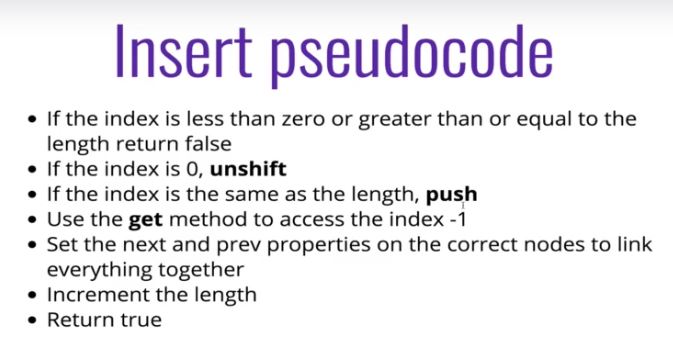 Insert pseudocode
• If the index is less than zero or greater than or equal to the
length return false
• If the index is 0, unshift
• If the index is the same as the length, push
• Use the get method to access the index -1
• Set the next and prev properties on the correct nodes to link
everything together
• Increment the length
• Return true